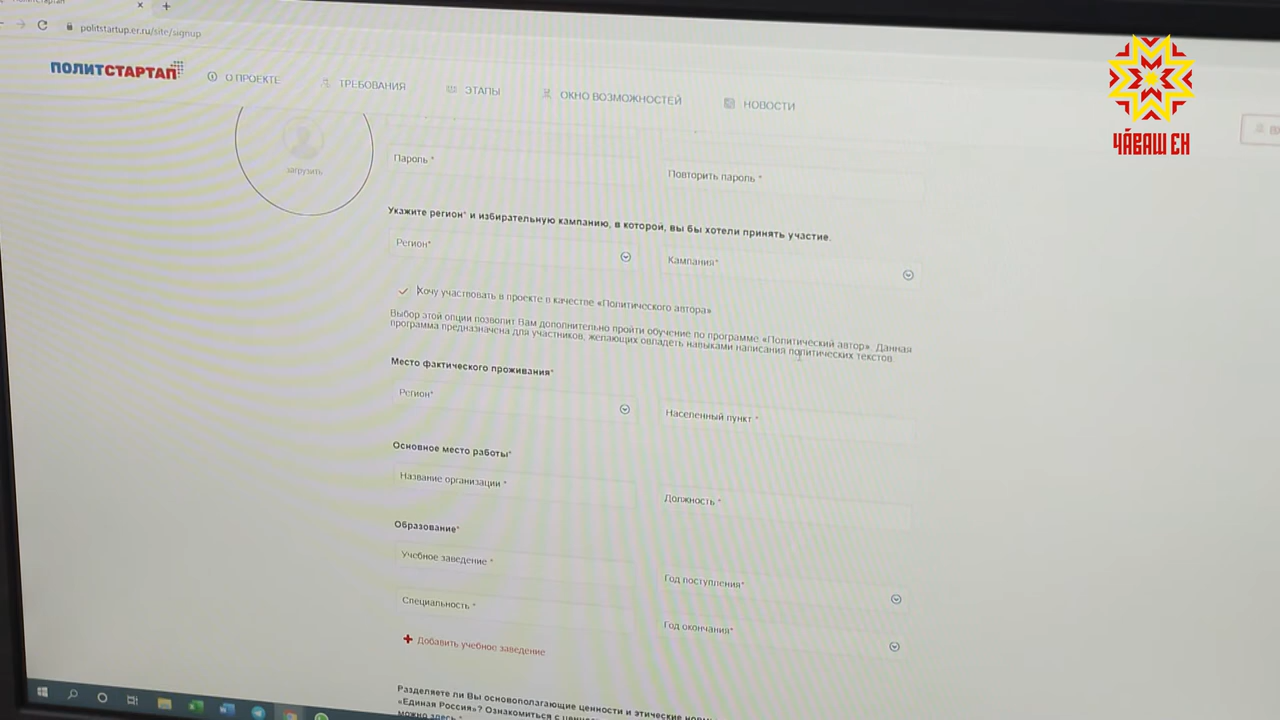 politstartup.er.ru/site/signup
ПОЛИТСТАРТАП
О ПРОЕКТЕ
ТРЕБОВАНИЯ
ЭТАПЫ
ОКНО ВОЗМОЖНОСТЕЙ
НОВОСТИ
ЧӐВАШ ЕН
загрузить
Пароль *
Повторить пароль *
Укажите регион* и избирательную кампанию, в которой, вы бы хотели принять участие.
Регион*
Кампания*
Хочу участвовать в проекте в качестве «Политического автора»
Выбор этой опции позволит Вам дополнительно пройти обучение по программе «Политический автор». Данная
программа предназначена для участников, желающих овладеть навыками написания политических текстов.
Место фактического проживания*
Регион*
Населенный пункт *
Основное место работы*
Название организации *
Должность *
Образование*
Учебное заведение *
Год поступления*
Специальность *
Год окончания*
Добавить учебное заведение
Разделяете ли Вы основополагающие ценности и этические
«Единая Россия»? Ознакомиться с
можно здесь *